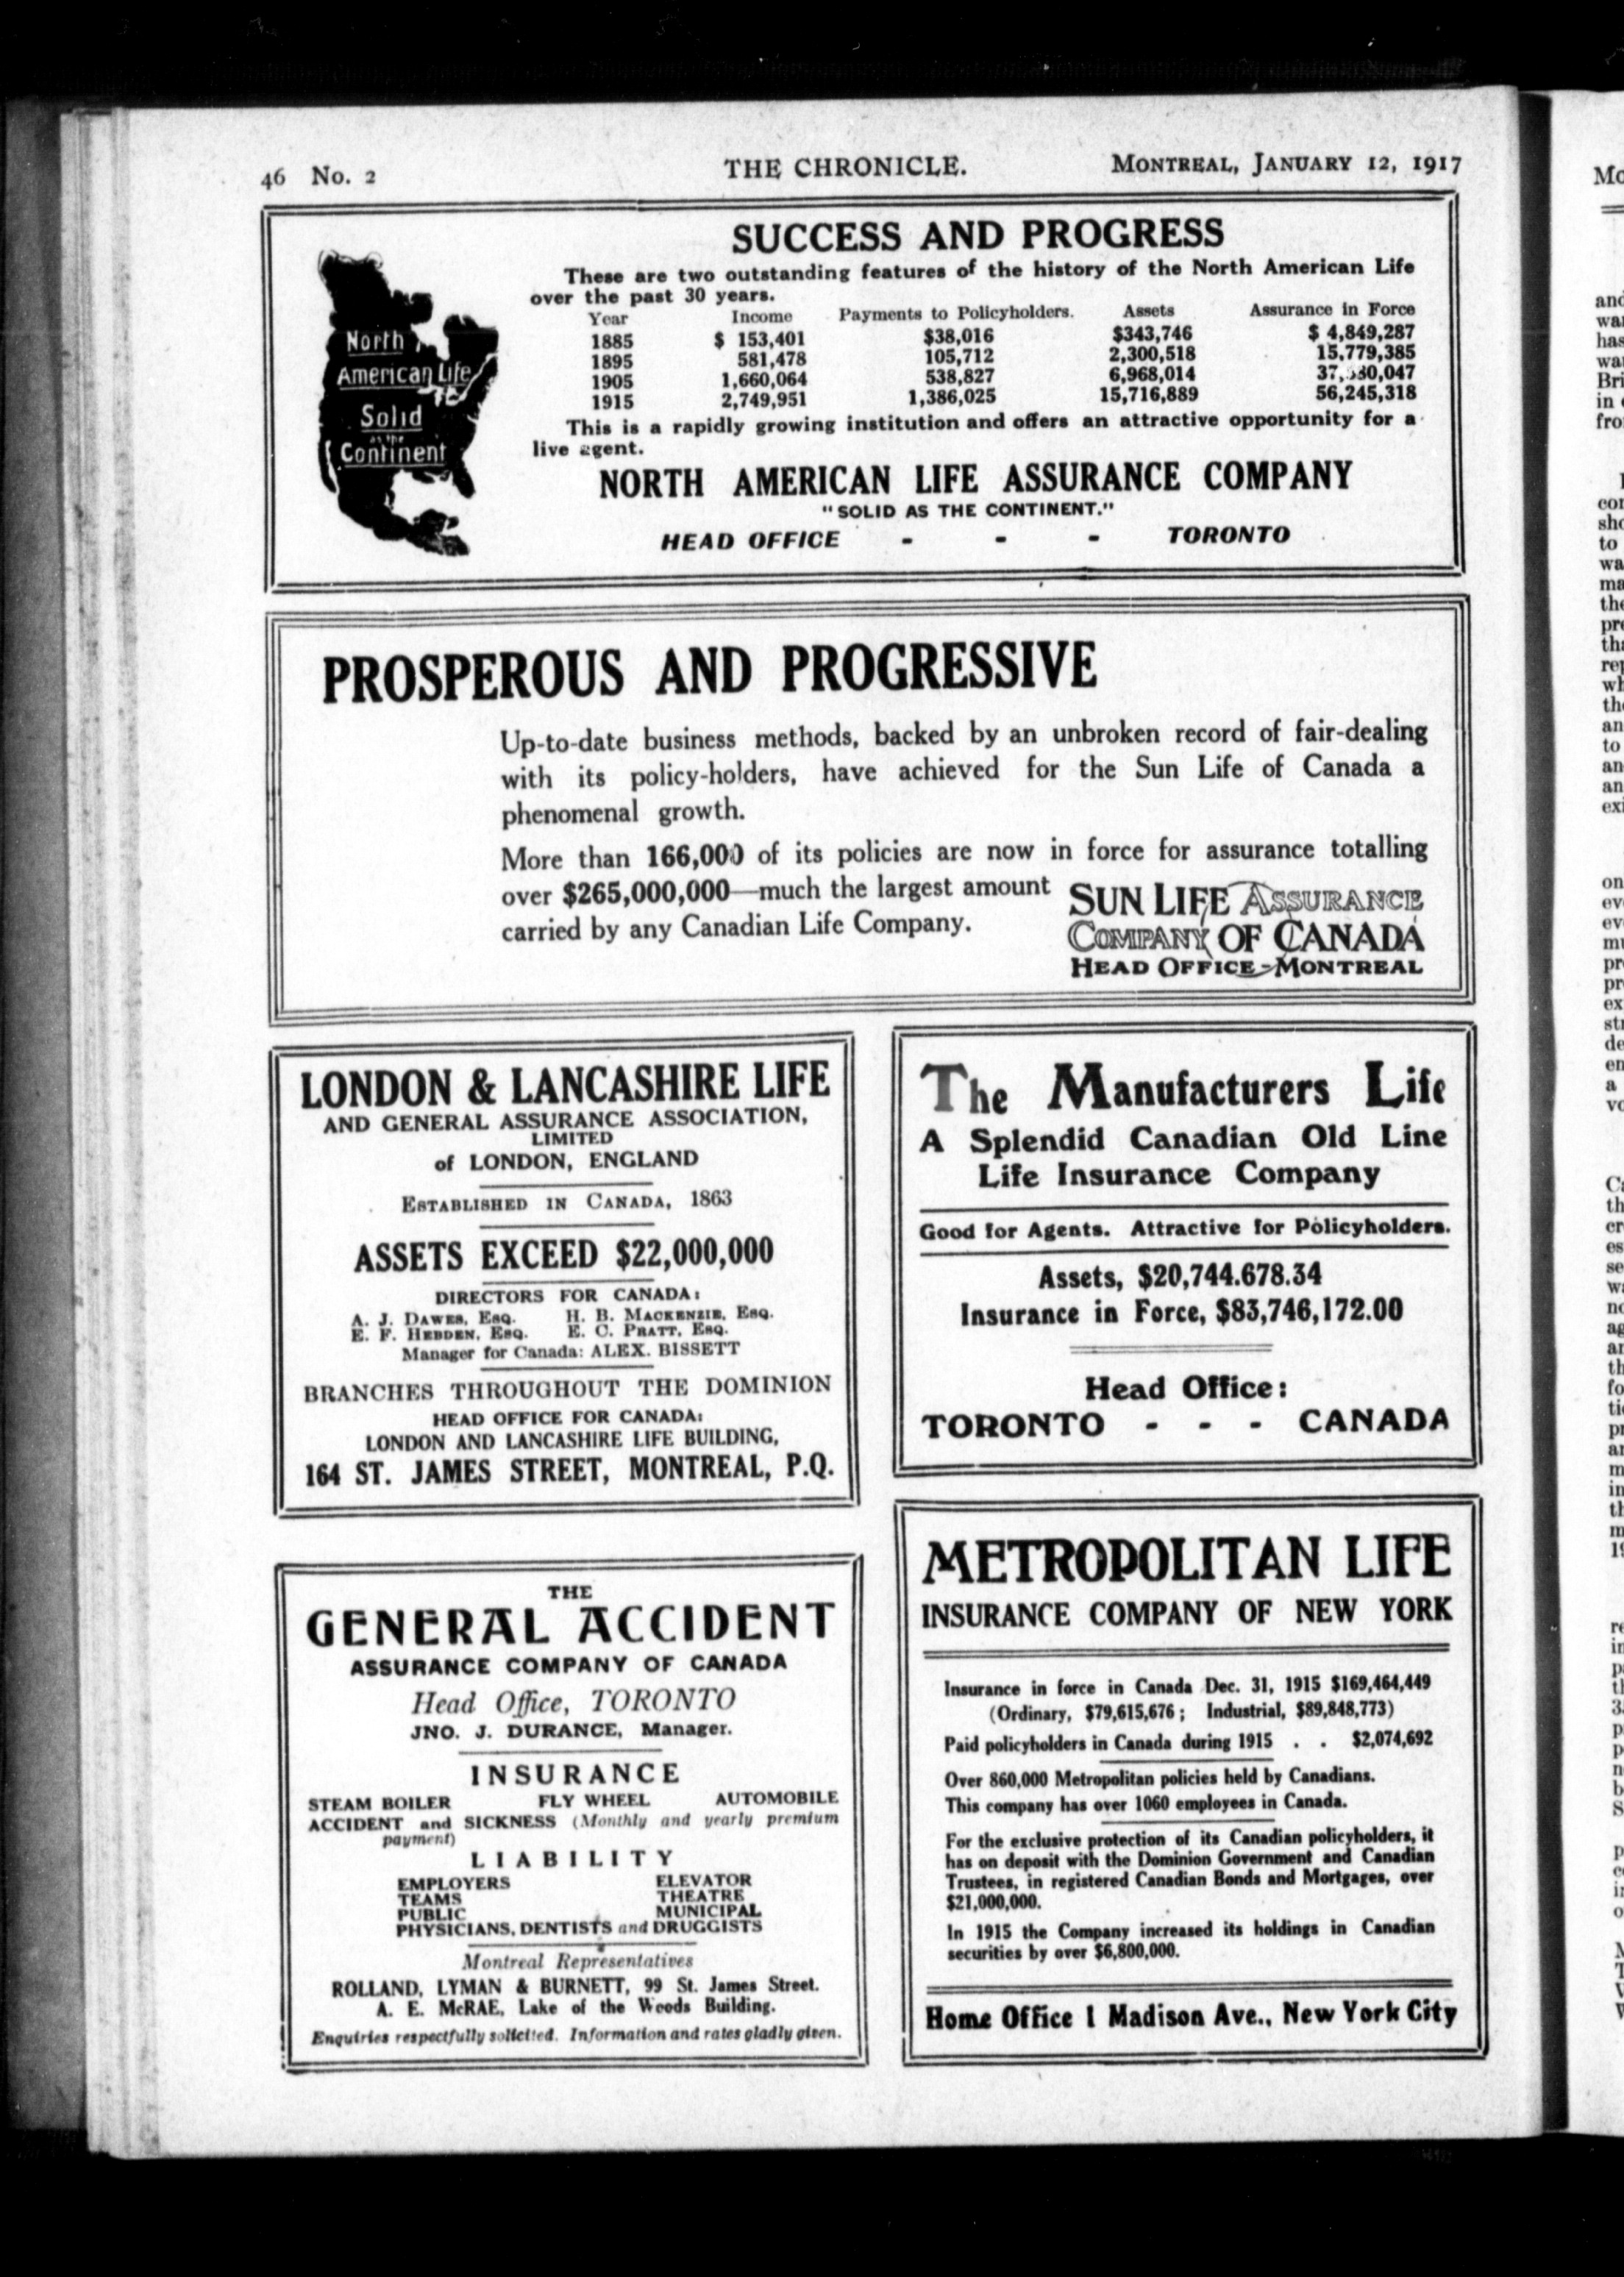 46 No. 2 THE CHRONICLE. MONTREAL, JANUARY 12, 1917
SUCCESS AND PROGRESS
These are two outstanding features of the history of the North American Life
over the past 30 years.
Year Income Payments to Policyholders. Assets Assurance in Force
1885 $ 153,401 $38,016 $343,746 $ 4,849,287
1895 581,478 105,712 2,300,518 15,779,385
1905 1,660,064 538,827 6,968,014
1915 2,749,951 1,386,025 15,716,889 56,245,318
This is a rapidly growing institution and offers an attractive opportunity for a
live agent.
NORTH AMERICAN LIFE ASSURANCE COMPANY
"SOLID AS THE CONTINENT."
HEAD OFFICE - - - TORONTO
North
American Life
Solid
as the
Continent
PROSPEROUS AND PROGRESSIVE
Up-to-date business methods, backed by an unbroken record of fair-dealing
with its policy-holders, have achieved for the Sun Life of Canada a
phenomenal growth.
More than 166,000 of its policies are now in force for assurance totalling
over $265,000,000—much the largest amount
carried by any Canadian Life Company.
SUN LIFE ASSURANCE
COMPANY OF CANADA
HEAD OFFICE-MONTREAL
LONDON & LANCASHIRE LIFE
AND GENERAL ASSURANCE ASSOCIATION,
LIMITED
of LONDON, ENGLAND
ESTABLISHED IN CANADA, 1863
ASSETS EXCEED $22,000,000
DIRECTORS FOR CANADA:
A. J. DAWES, ESQ. H. B. MACKENZIE, ESQ.
E. F. HEBDEN, ESQ. E. C. PRATT, ESQ.
Manager for Canada: ALEX. BISSETT
BRANCHES THROUGHOUT THE DOMINION
HEAD OFFICE FOR CANADA:
LONDON AND LANCASHIRE LIFE BUILDING,
164 ST. JAMES STREET, MONTREAL, P.Q.
The Manufacturers Life
A Splendid Canadian Old Line
Life Insurance Company
Good for Agents. Attractive for Policyholders.
Assets, $20,744.678.34
Insurance in Force, $83,746,172.00
Head Office:
TORONTO - - - CANADA
THE
GENERAL ACCIDENT
ASSURANCE COMPANY OF CANADA
Head Office, TORONTO
JNO. J. DURANCE, Manager.
INSURANCE
STEAM BOILER FLY WHEEL AUTOMOBILE
ACCIDENT and SICKNESS (Monthly and yearly premium
payment)
LIABILITY
EMPLOYERS ELEVATOR
TEAMS THEATRE
PUBLIC MUNICIPAL
PHYSICIANS, DENTISTS and DRUGGISTS
Montreal Representatives
ROLLAND, LYMAN & BURNETT, 99 St. James Street.
A. E. McRAE, Lake of the Woods Building.
Enquiries respectfully solicited. Information and rates gladly given.
METROPOLITAN LIFE
INSURANCE COMPANY OF NEW YORK
Insurance in force in Canada Dec. 31, 1915 $169,464,449
(Ordinary, $79,615,676; Industrial, $89,848,773)
Paid policyholders in Canada during 1915 . . $2,074,692
Over 860,000 Metropolitan policies held by Canadians.
This company has over 1060 employees in Canada.
For the exclusive protection of its Canadian policyholders, it
has on deposit with the Dominion Government and Canadian
Trustees, in registered Canadian Bonds and Mortgages, over
$21,000,000.
In 1915 the Company increased its holdings in Canadian
securities by over $6,800,000.
Home Office 1 Madison Ave., New York City